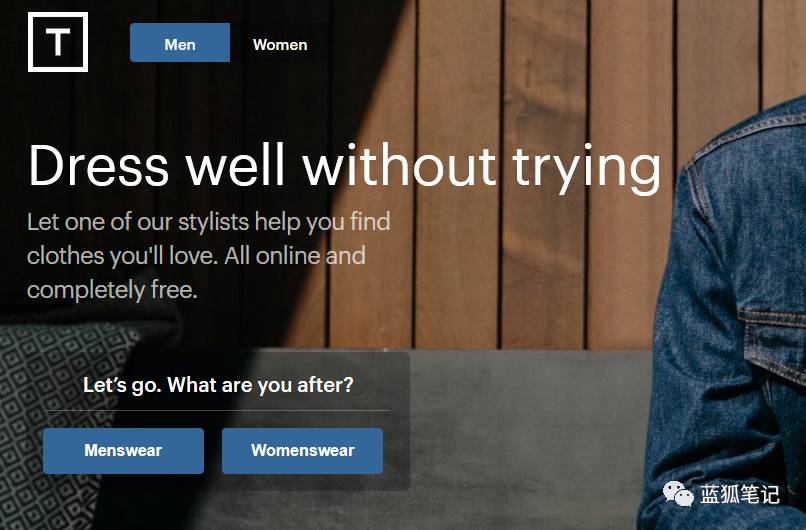 T
Men
Women
Dress well without trying
Let one of our stylists help you find
clothes you'll love. All online and
completely free.
Let’s go. What are you after?
Menswear
Womenswear
蓝狐笔记